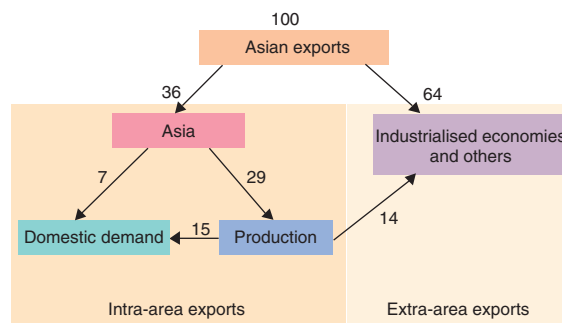 100
Asian exports
36
64
Asia
Industrialised economies
and others
7
29
Domestic demand
15
Production
14
Intra-area exports
Extra-area exports